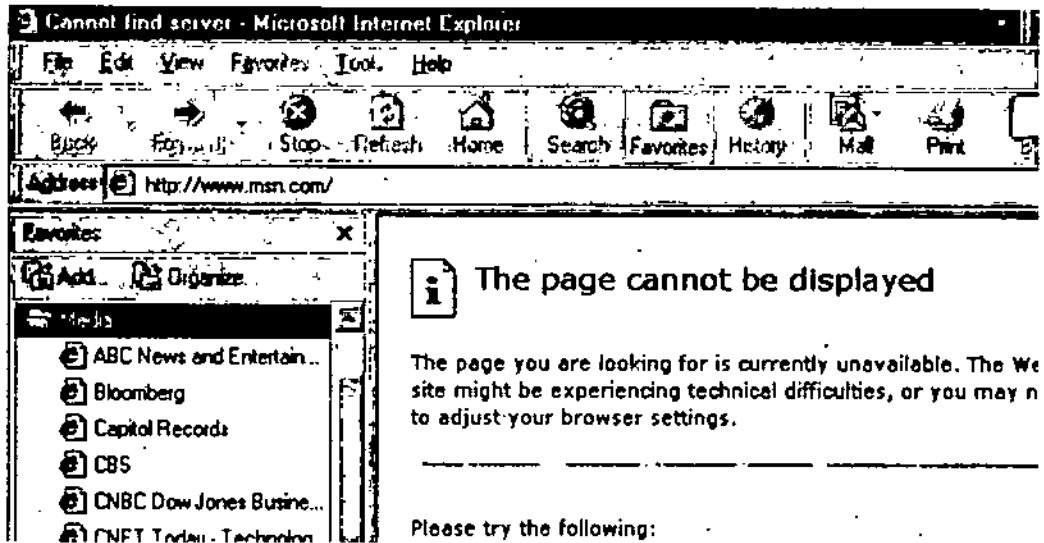 Cannot find server - Microsoft Internet Explorer
File Edit View Favorites Tools Help
Back Forward Stop Refresh Home Search Favorites History Mail Print
Address http://www.msn.com/
Favorites x
Add... Organize...
Media
ABC News and Entertain...
Bloomberg
Capitol Records
CBS
CNBC Dow Jones Busine...
CNET Today - Technolog
The page cannot be displayed
The page you are looking for is currently unavailable. The We
site might be experiencing technical difficulties, or you may n
to adjust your browser settings.
Please try the following: